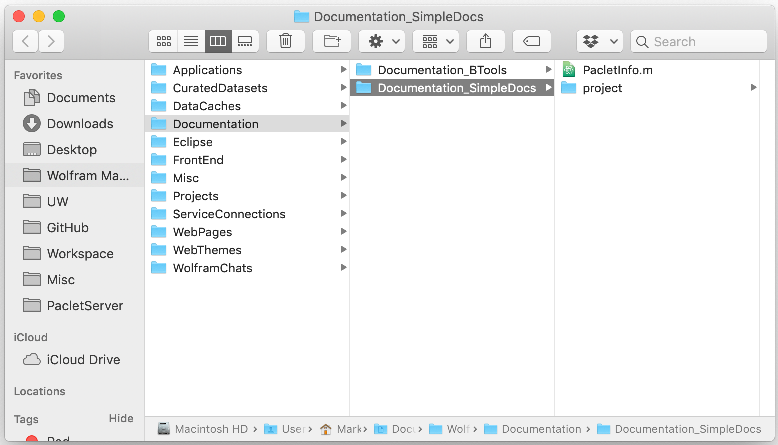 Documentation_SimpleDocs
Search
Favorites
Documents
Downloads
Desktop
Wolfram Ma...
UW
GitHub
Workspace
Misc
PacletServer
iCloud
iCloud Drive
Locations
Tags
Hide
Red
Applications
CuratedDatasets
DataCaches
Documentation
Eclipse
FrontEnd
Misc
Projects
ServiceConnections
WebPages
WebThemes
WolframChats
Documentation_BTools
Documentation_SimpleDocs
PacletInfo.m
project
Macintosh HD User Mark Docu Wolf Documentation Documentation_SimpleDocs